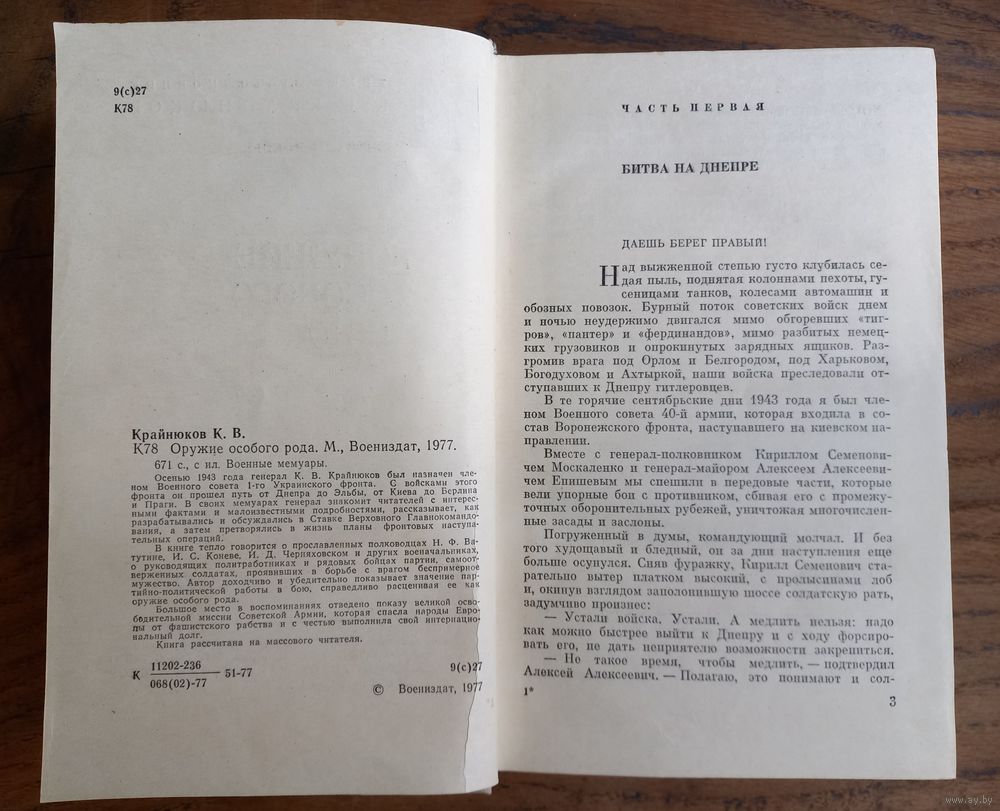 9(с)27
К78
Крайнюков К. В.
К78 Оружие особого рода. М., Воениздат, 1977.
671 с., с ил. Военные мемуары.
Осенью 1943 года генерал К. В. Крайнюков был назначен чле-
ном Военного совета 1-го Украинского фронта. С войсками этого
фронта он прошел путь от Днепра до Эльбы, от Киева до Берлина
и Праги. В своих мемуарах генерал знакомит читателей с интерес-
ными фактами и малоизвестными подробностями, рассказывает, как
разрабатывались и обсуждались в Ставке Верховного Главнокомандо-
вания, а затем претворялись в жизнь планы фронтовых наступа-
тельных операций.
В книге тепло говорится о прославленных полководцах Н. Ф. Ва-
тутине, И. С. Коневе, И. Д. Черняховском и других военачальниках,
о руководящих политработниках и рядовых бойцах партии, самоот-
верженных солдатах, проявивших в борьбе с врагом беспримерное
мужество. Автор доходчиво и убедительно показывает значение пар-
тийно-политической работы в бою, справедливо расценивая ее как
оружие особого рода.
Большое место в воспоминаниях отведено показу великой осво-
бодительной миссии Советской Армии, которая спасла народы Евро-
пы от фашистского рабства и с честью выполнила свой интернацио-
нальный долг.
Книга рассчитана на массового читателя.
К 11202-236 51-77
068(02)-77
9(с)27
© Воениздат, 1977
ЧАСТЬ ПЕРВАЯ
БИТВА НА ДНЕПРЕ
ДАЕШЬ БЕРЕГ ПРАВЫЙ!
Над выжженной степью густо клубилась се-
дая пыль, поднятая колоннами пехоты, гу-
сеницами танков, колесами автомашин и
обозных повозок. Бурный поток советских войск днем
и ночью неудержимо двигался мимо обгоревших «тиг-
ров», «пантер» и «фердинандов», мимо разбитых немец-
ких грузовиков и опрокинутых зарядных ящиков. Раз-
громив врага под Орлом и Белгородом, под Харьковом,
Богодуховом и Ахтыркой, наши войска преследовали от-
ступавших к Днепру гитлеровцев.
В те горячие сентябрьские дни 1943 года я был чле-
ном Военного совета 40-й армии, которая входила в со-
став Воронежского фронта, наступавшего на киевском на-
правлении.
Вместе с генерал-полковником Кириллом Семенови-
чем Москаленко и генерал-майором Алексеем Алексееви-
чем Епишевым мы спешили в передовые части, которые
вели упорные бои с противником, сбивая его с промежу-
точных оборонительных рубежей, уничтожая многочислен-
ные засады и заслоны.
Погруженный в думы, командующий молчал. И без
того худощавый и бледный, он за дни наступления еще
больше осунулся. Сняв фуражку, Кирилл Семенович ста-
рательно вытер платком высокий, с пролысинами лоб
и, окинув взглядом заполонившую шоссе солдатскую рать,
задумчиво произнес:
— Устали войска. Устали. А медлить нельзя: надо
как можно быстрее выйти к Днепру и с ходу форсиро-
вать его, не дать неприятелю возможности закрепиться.
— Не такое время, чтобы медлить, — подтвердил
Алексей Алексеевич. — Полагаю, это понимают и сол-
1*
3
www.ay.by